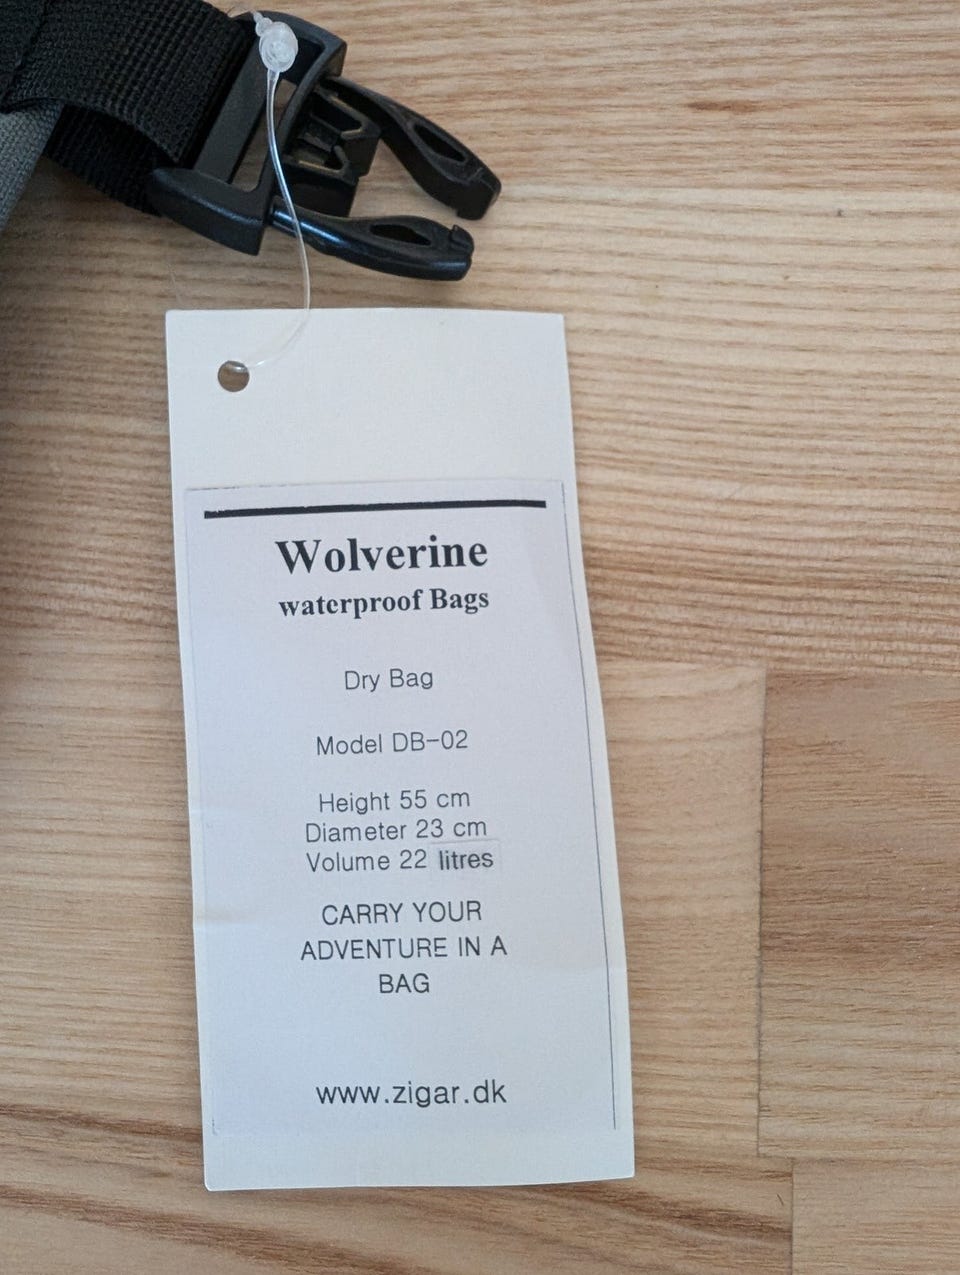 Wolverine
waterproof Bags
Dry Bag
Model DB-02
Height 55 cm
Diameter 23 cm
Volume 22 litres
CARRY YOUR
ADVENTURE IN A
BAG
www.zigar.dk